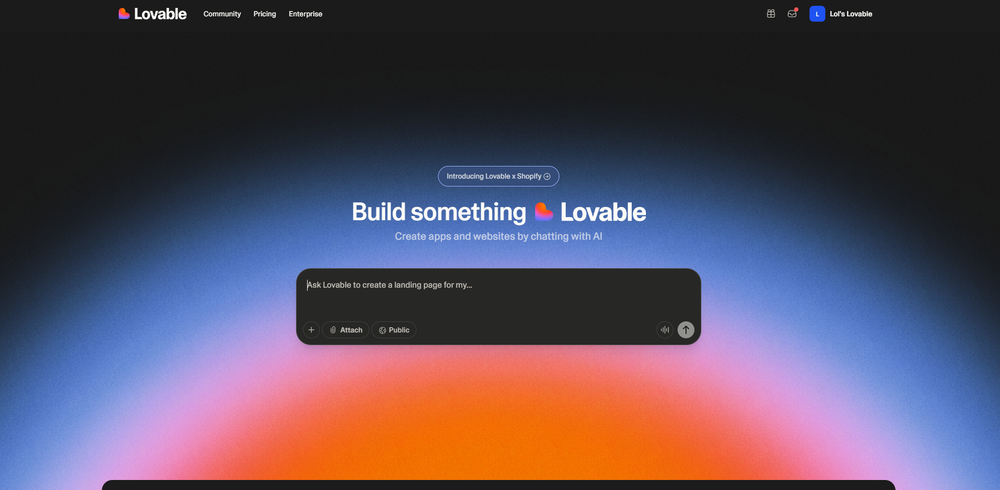 Lovable Community Pricing Enterprise L Lol's Lovable
Introducing Lovable x Shopify
Build something Lovable
Create apps and websites by chatting with AI
Ask Lovable to create a landing page for my...
Attach Public